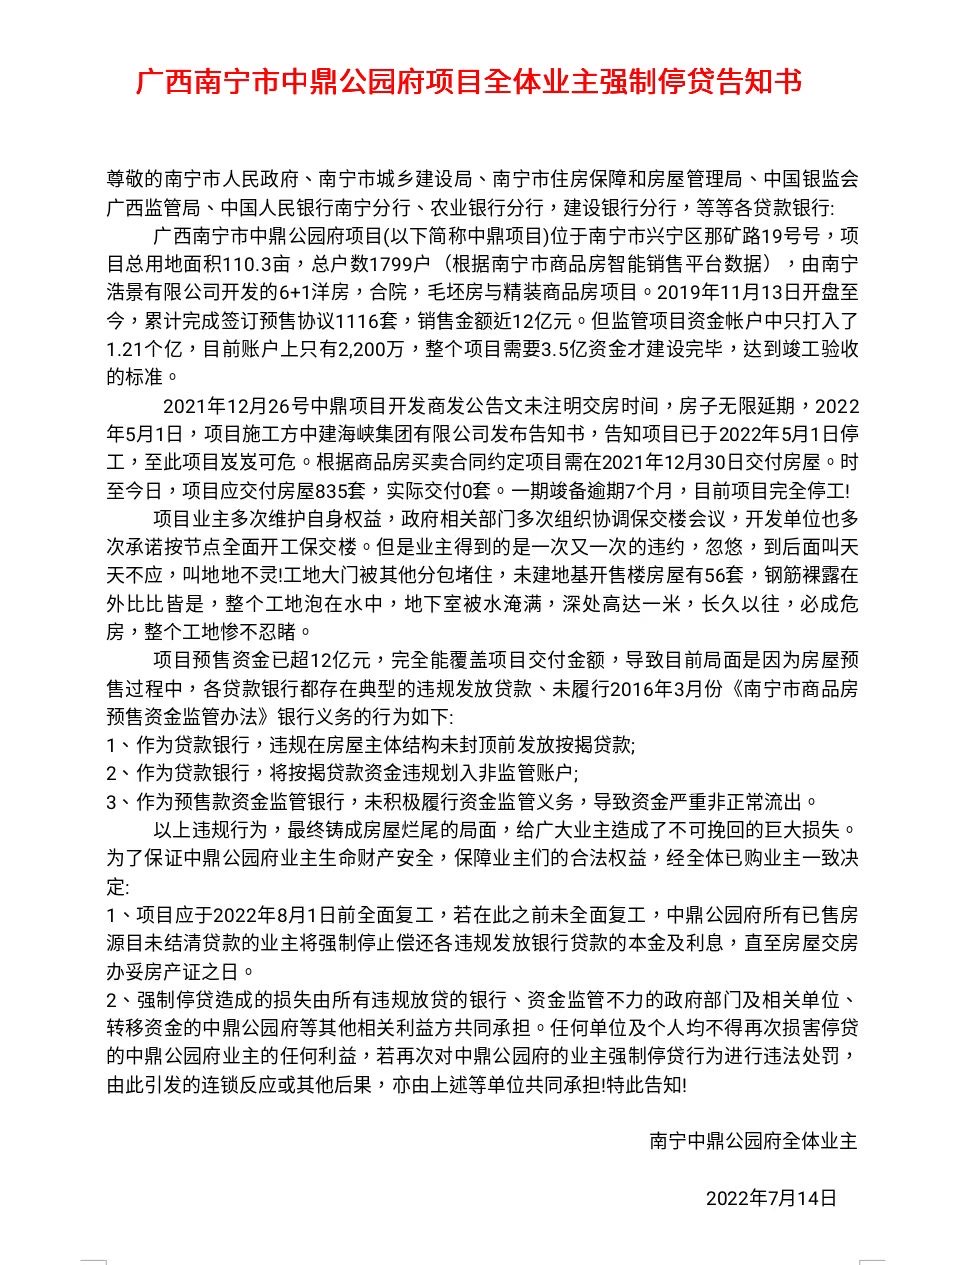 广西南宁市中鼎公园府项目全体业主强制停贷告知书
尊敬的南宁市人民政府、南宁市城乡建设局、南宁市住房保障和房屋管理局、中国银监会
广西监管局、中国人民银行南宁分行、农业银行分行，建设银行分行，等等各贷款银行:
广西南宁市中鼎公园府项目(以下简称中鼎项目)位于南宁市兴宁区那矿路19号号，项
目总用地面积110.3亩，总户数1799户（根据南宁市商品房智能销售平台数据），由南宁
浩景有限公司开发的6+1洋房，合院，毛坯房与精装商品房项目。2019年11月13日开盘至
今，累计完成签订预售协议1116套，销售金额近12亿元。但监管项目资金帐户中只打入了
1.21个亿，目前账户上只有2,200万，整个项目需要3.5亿资金才建设完毕，达到竣工验收
的标准。
2021年12月26号中鼎项目开发商发公告文未注明交房时间，房子无限延期，2022
年5月1日，项目施工方中建海峡集团有限公司发布告知书，告知项目已于2022年5月1日停
工，至此项目岌岌可危。根据商品房买卖合同约定项目需在2021年12月30日交付房屋。时
至今日，项目应交付房屋835套，实际交付0套。一期竣备逾期7个月，目前项目完全停工!
项目业主多次维护自身权益，政府相关部门多次组织协调保交楼会议，开发单位也多
次承诺按节点全面开工保交楼。但是业主得到的是一次又一次的违约，忽悠，到后面叫天
天不应，叫地地不灵!工地大门被其他分包堵住，未建地基开售楼房屋有56套，钢筋裸露在
外比比皆是，整个工地泡在水中，地下室被水淹满，深处高达一米，长久以往，必成危
房，整个工地惨不忍睹。
项目预售资金已超12亿元，完全能覆盖项目交付金额，导致目前局面是因为房屋预
售过程中，各贷款银行都存在典型的违规发放贷款、未履行2016年3月份《南宁市商品房
预售资金监管办法》银行义务的行为如下:
1、作为贷款银行，违规在房屋主体结构未封顶前发放按揭贷款;
2、作为贷款银行，将按揭贷款资金违规划入非监管账户;
3、作为预售款资金监管银行，未积极履行资金监管义务，导致资金严重非正常流出。
以上违规行为，最终铸成房屋烂尾的局面，给广大业主造成了不可挽回的巨大损失。
为了保证中鼎公园府业主生命财产安全，保障业主们的合法权益，经全体已购业主一致决
定:
1、项目应于2022年8月1日前全面复工，若在此之前未全面复工，中鼎公园府所有已售房
源目未结清贷款的业主将强制停止偿还各违规发放银行贷款的本金及利息，直至房屋交房
办妥房产证之日。
2、强制停贷造成的损失由所有违规放贷的银行、资金监管不力的政府部门及相关单位、
转移资金的中鼎公园府等其他相关利益方共同承担。任何单位及个人均不得再次损害停贷
的中鼎公园府业主的任何利益，若再次对中鼎公园府的业主强制停贷行为进行违法处罚，
由此引发的连锁反应或其他后果，亦由上述等单位共同承担!特此告知!
南宁中鼎公园府全体业主
2022年7月14日